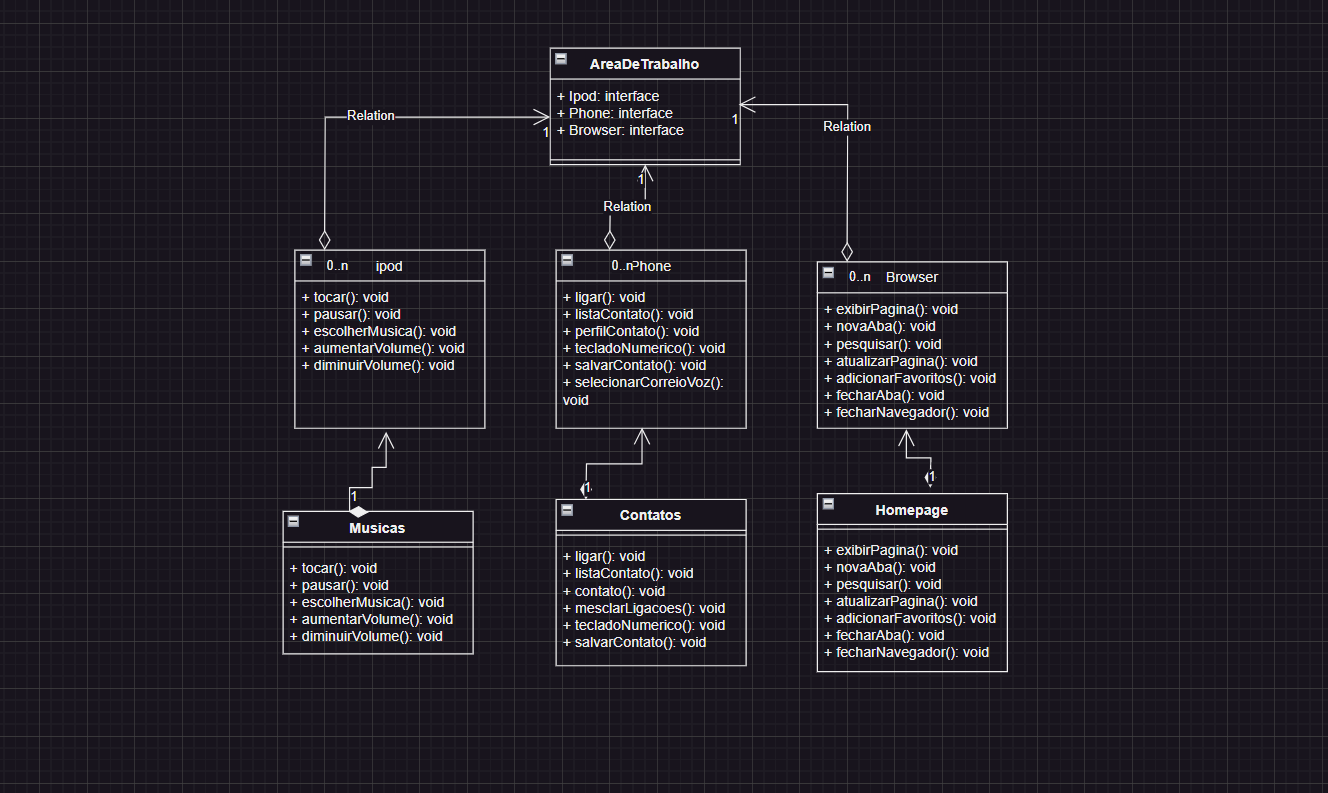 AreaDeTrabalho
+ Ipod: interface
+ Phone: interface
+ Browser: interface
Relation
1
1
Relation
1
Relation
0..n ipod
+ tocar(): void
+ pausar(): void
+ escolherMusica(): void
+ aumentarVolume(): void
+ diminuirVolume(): void
0..n Phone
+ ligar(): void
+ listaContato(): void
+ perfilContato(): void
+ tecladoNumerico(): void
+ salvarContato(): void
+ selecionarCorreioVoz():
void
0..n Browser
+ exibirPagina(): void
+ novaAba(): void
+ pesquisar(): void
+ atualizarPagina(): void
+ adicionarFavoritos(): void
+ fecharAba(): void
+ fecharNavegador(): void
1
Musicas
+ tocar(): void
+ pausar(): void
+ escolherMusica(): void
+ aumentarVolume(): void
+ diminuirVolume(): void
1
Contatos
+ ligar(): void
+ listaContato(): void
+ contato(): void
+ mesclarLigacoes(): void
+ tecladoNumerico(): void
+ salvarContato(): void
1
Homepage
+ exibirPagina(): void
+ novaAba(): void
+ pesquisar(): void
+ atualizarPagina(): void
+ adicionarFavoritos(): void
+ fecharAba(): void
+ fecharNavegador(): void